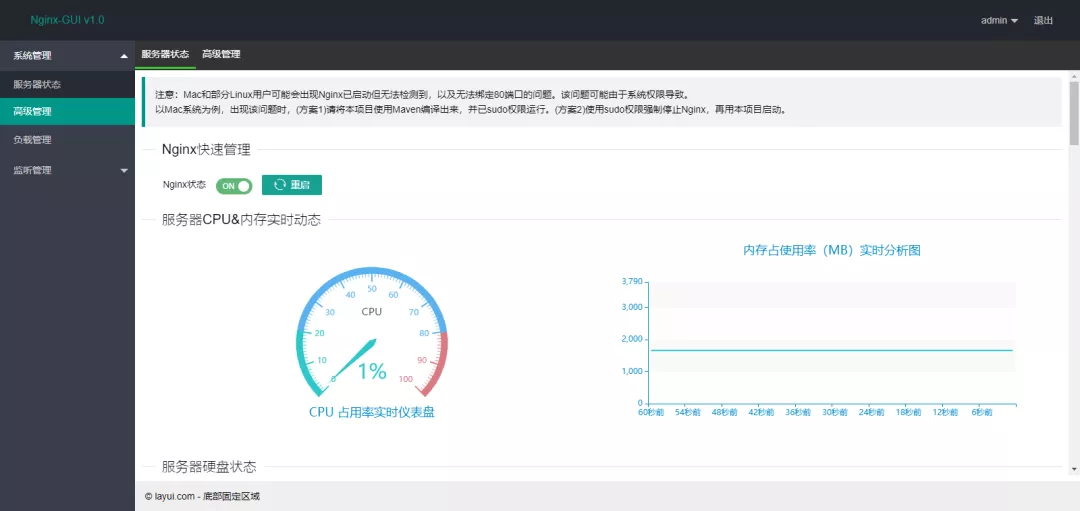 Nginx-GUI v1.0
admin
退出
系统管理
服务器状态
高级管理
负载管理
监听管理
服务器状态 高级管理
注意：Mac和部分Linux用户可能会出现Nginx已启动但无法检测到，以及无法绑定80端口的问题。该问题可能由于系统权限导致。
以Mac系统为例，出现该问题时，(方案1)请将本项目使用Maven编译出来，并已sudo权限运行。(方案2)使用sudo权限强制停止Nginx，再用本项目启动。
Nginx快速管理
Nginx状态
ON
重启
服务器CPU&内存实时动态
0
10
20
30
40
50
60
70
80
90
100
CPU
1%
CPU 占用率实时仪表盘
内存占使用率（MB）实时分析图
3,790
3,000
2,000
1,000
0
60秒前 54秒前 48秒前 42秒前 36秒前 30秒前 24秒前 18秒前 12秒前 6秒前
服务器硬盘状态
© layui.com - 底部固定区域